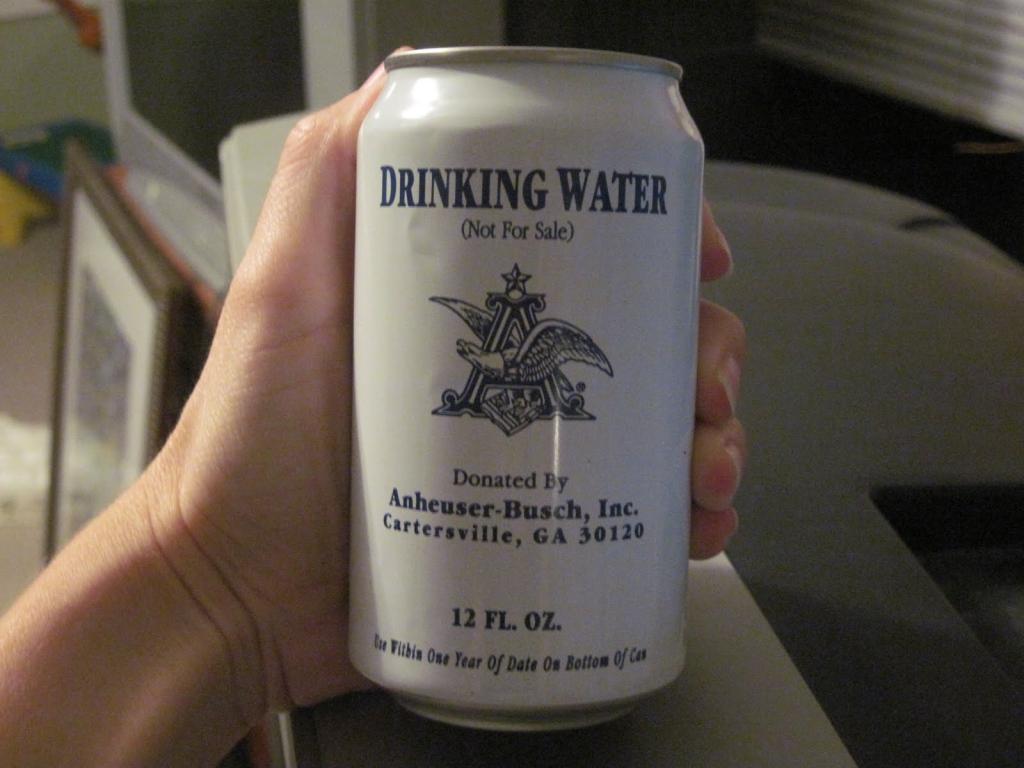 DRINKING WATER
(Not For Sale)
®
Donated By
Anheuser-Busch, Inc.
Cartersville, GA 30120
12 FL. OZ.
Use Within One Year Of Date On Bottom Of Can